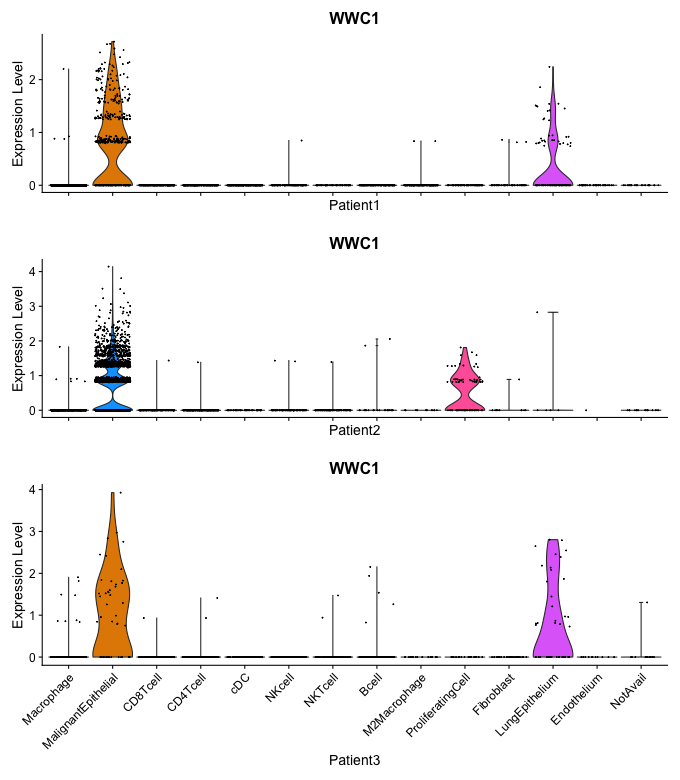 WWC1
Expression Level
2
1
0
Patient1
WWC1
Expression Level
4
3
2
1
0
Patient2
WWC1
Expression Level
4
3
2
1
0
Macrophage
MalignantEpithelial
CD8Tcell
CD4Tcell
cDC
NKcell
NKTcell
Bcell
M2Macrophage
ProliferatingCell
Fibroblast
LungEpithelium
Endothelium
NotAvail
Patient3